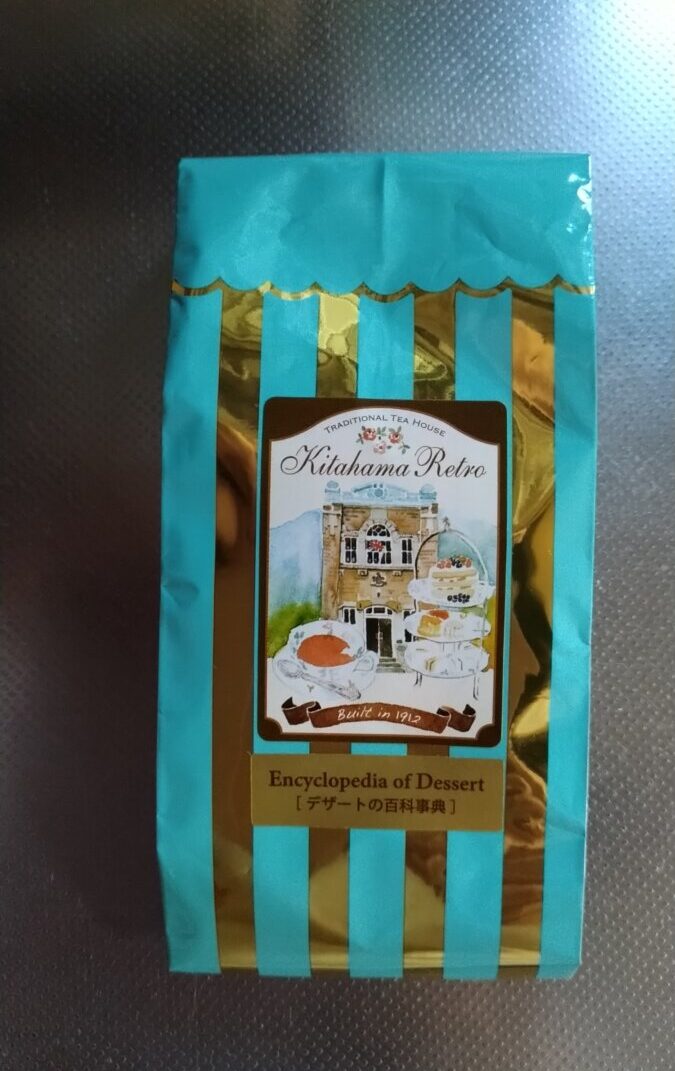 Traditional Tea House
Kitahama Retro
Built in 1912
Encyclopedia of Dessert
[ デザートの百科事典 ]